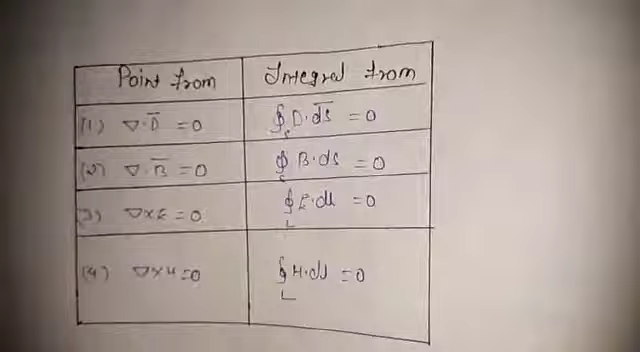 Point from Integral from
(1) ∇·D̅ = 0 ∮s D·d̅s̅ = 0
(2) ∇·B̅ = 0 ∮s B·ds = 0
(3) ∇×E = 0 ∮L E·dl = 0
(4) ∇×H = 0 ∮L H·dl = 0